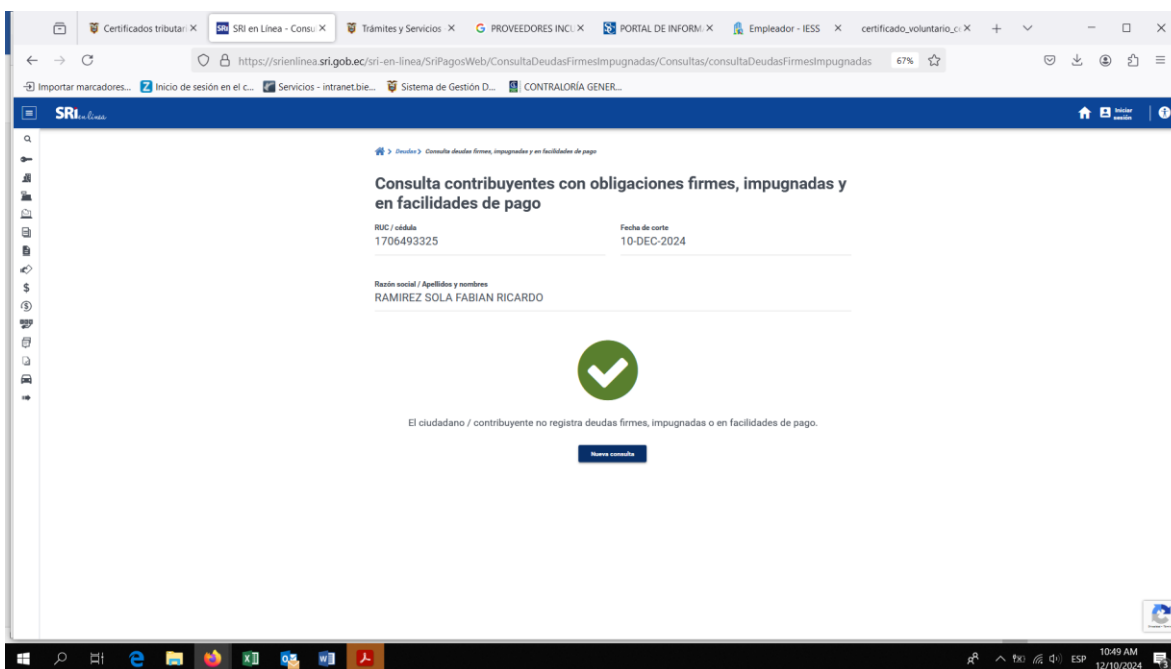 Certificados tributari
SRI en Línea - Consu
Trámites y Servicios
PROVEEDORES INCL
PORTAL DE INFORM
Empleador - IESS
certificado_voluntario_c
https://srienlinea.sri.gob.ec/sri-en-linea/SriPagosWeb/ConsultaDeudasFirmesImpugnadas/Consultas/consultaDeudasFirmesImpugnadas
67%
Importar marcadores...
Inicio de sesión en el c...
Servicios - intranet.bie...
Sistema de Gestión D...
CONTRALORÍA GENER...
SRi en línea
Iniciar sesión
Deudas > Consulta deudas firmes, impugnadas y en facilidades de pago
Consulta contribuyentes con obligaciones firmes, impugnadas y
en facilidades de pago
RUC / cédula
1706493325
Fecha de corte
10-DEC-2024
Razón social / Apellidos y nombres
RAMIREZ SOLA FABIAN RICARDO
El ciudadano / contribuyente no registra deudas firmes, impugnadas o en facilidades de pago.
Nueva consulta
ESP
10:49 AM
12/10/2024